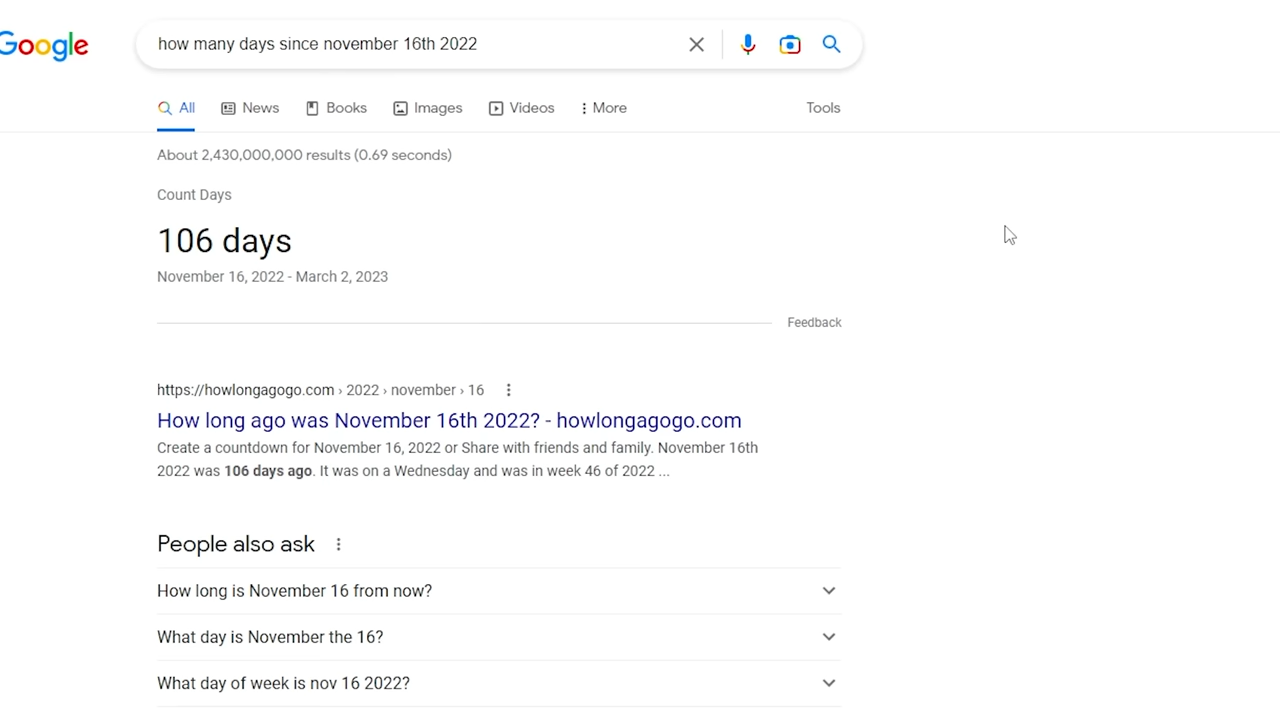 Google
how many days since november 16th 2022
All News Books Images Videos More Tools
About 2,430,000,000 results (0.69 seconds)
Count Days
106 days
November 16, 2022 - March 2, 2023
Feedback
https://howlongagogo.com › 2022 › november › 16
How long ago was November 16th 2022? - howlongagogo.com
Create a countdown for November 16, 2022 or Share with friends and family. November 16th
2022 was 106 days ago. It was on a Wednesday and was in week 46 of 2022 ...
People also ask
How long is November 16 from now?
What day is November the 16?
What day of week is nov 16 2022?